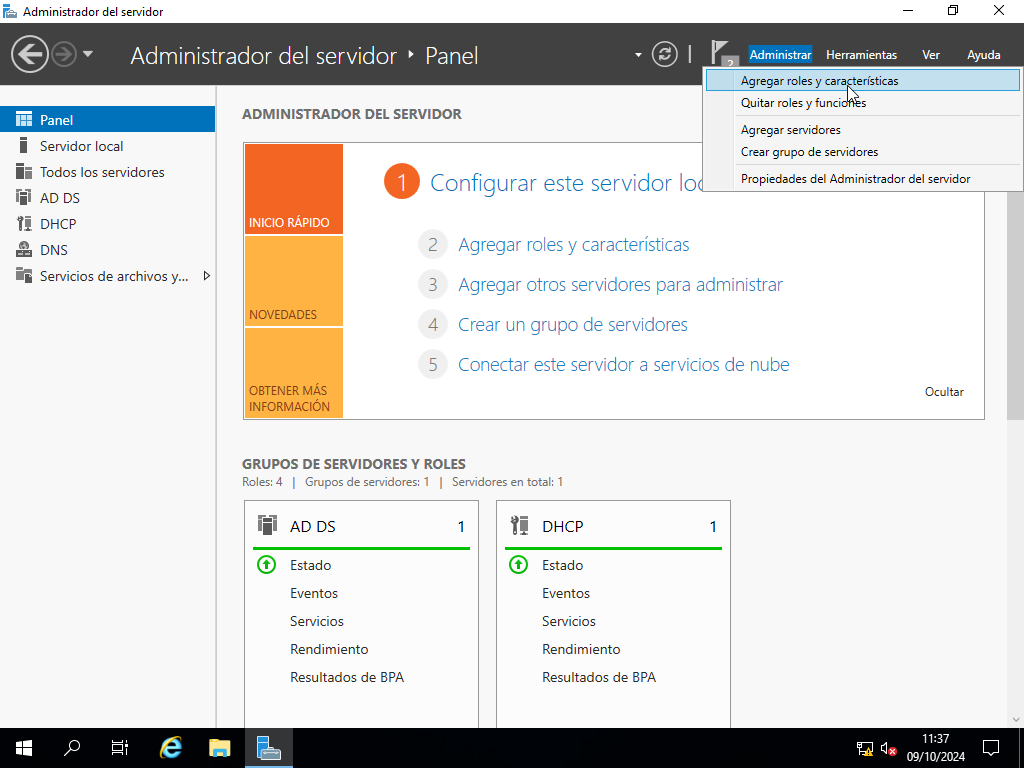 Administrador del servidor
Administrador del servidor ‣ Panel
2
Administrar
Herramientas
Ver
Ayuda
Agregar roles y características
Quitar roles y funciones
Agregar servidores
Crear grupo de servidores
Propiedades del Administrador del servidor
Panel
Servidor local
Todos los servidores
AD DS
DHCP
DNS
Servicios de archivos y...
ADMINISTRADOR DEL SERVIDOR
INICIO RÁPIDO
NOVEDADES
OBTENER MÁS
INFORMACIÓN
1 Configurar este servidor loc
2 Agregar roles y características
3 Agregar otros servidores para administrar
4 Crear un grupo de servidores
5 Conectar este servidor a servicios de nube
Ocultar
GRUPOS DE SERVIDORES Y ROLES
Roles: 4 | Grupos de servidores: 1 | Servidores en total: 1
AD DS 1
Estado
Eventos
Servicios
Rendimiento
Resultados de BPA
DHCP 1
Estado
Eventos
Servicios
Rendimiento
Resultados de BPA
11:37
09/10/2024